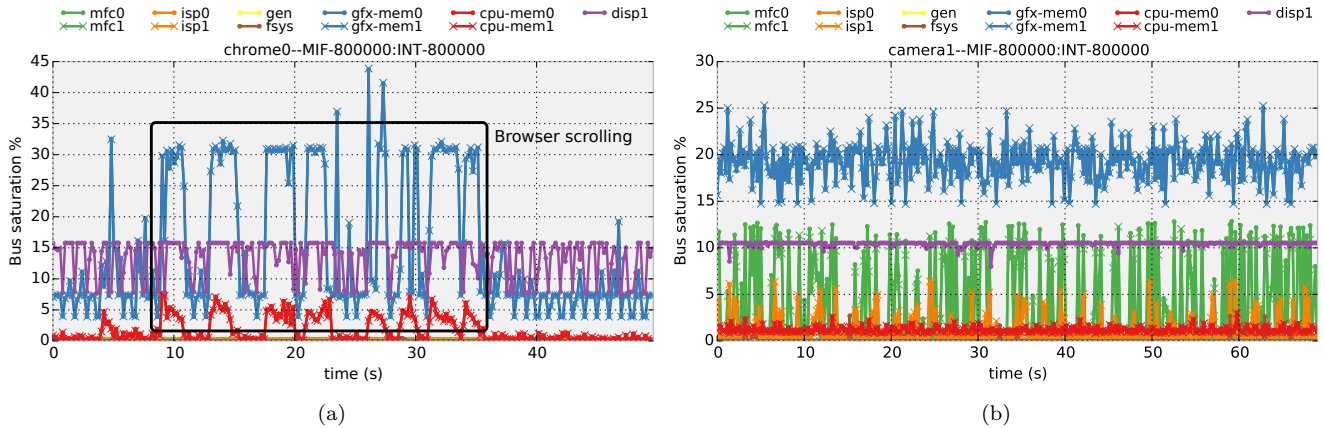 mfc0 isp0 gen gfx-mem0 cpu-mem0 disp1
mfc1 isp1 fsys gfx-mem1 cpu-mem1
chrome0--MIF-800000:INT-800000
Bus saturation %
45
40
35
30
25
20
15
10
5
0
Browser scrolling
0 10 20 30 40
time (s)
(a)
mfc0 isp0 gen gfx-mem0 cpu-mem0 disp1
mfc1 isp1 fsys gfx-mem1 cpu-mem1
camera1--MIF-800000:INT-800000
Bus saturation %
30
25
20
15
10
5
0
0 10 20 30 40 50 60
time (s)
(b)